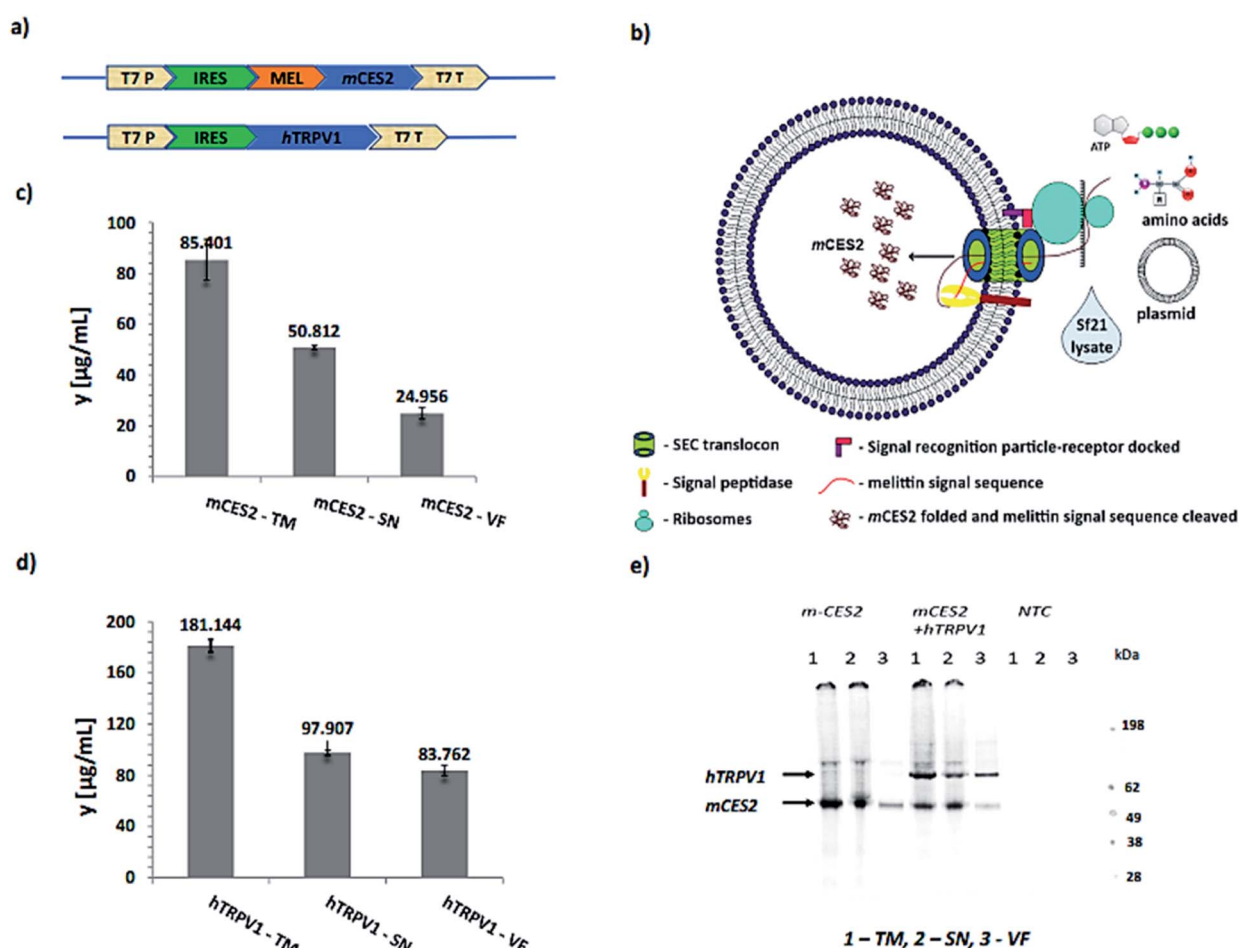 a)
T7 P IRES MEL mCES2 T7 T
T7 P IRES hTRPV1 T7 T
b)
ATP
R
amino acids
plasmid
Sf21
lysate
mCES2
- SEC translocon
- Signal peptidase
- Ribosomes
- Signal recognition particle-receptor docked
- melittin signal sequence
- mCES2 folded and melittin signal sequence cleaved
c)
y [µg/mL]
100
80
60
40
20
0
85.401
50.812
24.956
mCES2 - TM
mCES2 - SN
mCES2 - VF
d)
y [µg/mL]
200
160
120
80
40
0
181.144
97.907
83.762
hTRPV1 - TM
hTRPV1 - SN
hTRPV1 - VF
e)
m-CES2 mCES2 NTC
+hTRPV1
1 2 3 1 2 3 1 2 3 kDa
198
hTRPV1
62
mCES2
49
38
28
1 – TM, 2 – SN, 3 - VF